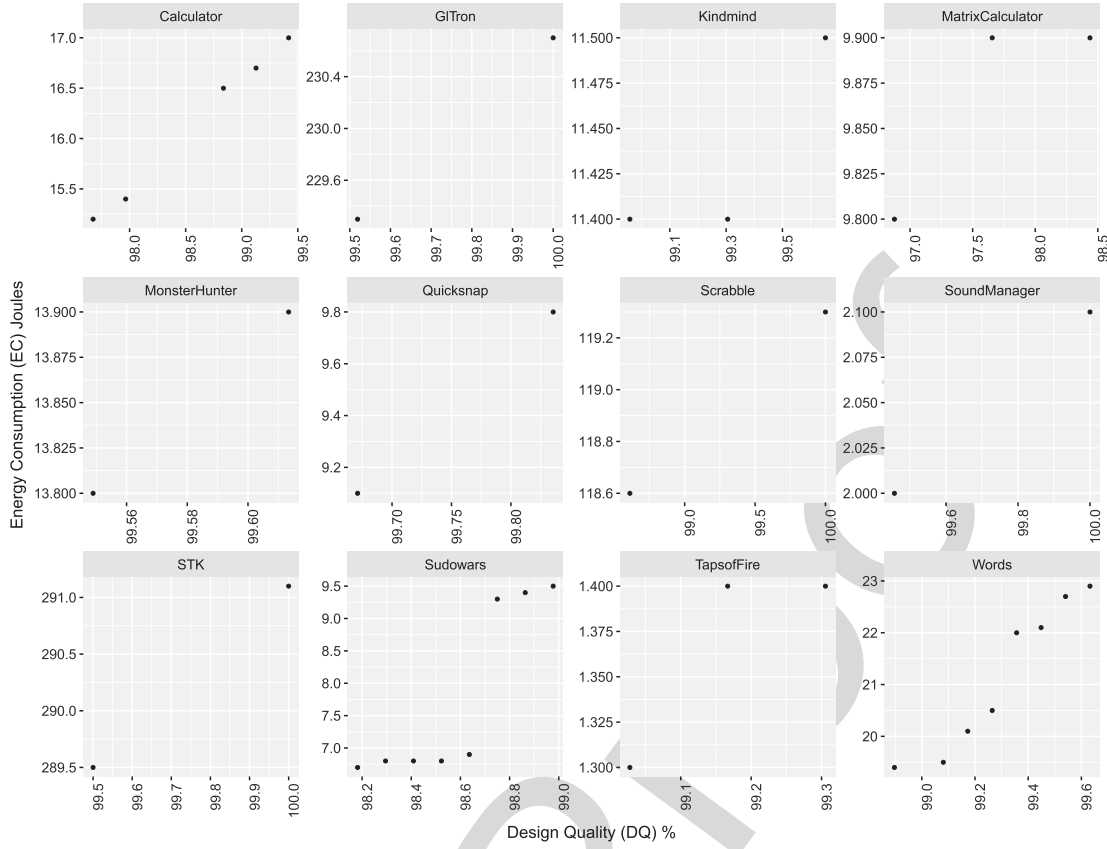 Calculator
GlTron
Kindmind
MatrixCalculator
17.0
16.5
16.0
15.5
98.0 98.5 99.0 99.5
230.4
230.0
229.6
99.5 99.6 99.7 99.8 99.9 100.0
11.500
11.475
11.450
11.425
11.400
99.1 99.3 99.5
9.900
9.875
9.850
9.825
9.800
97.0 97.5 98.0 98.5
Energy Consumption (EC) Joules
MonsterHunter
Quicksnap
Scrabble
SoundManager
13.900
13.875
13.850
13.825
13.800
99.56 99.58 99.60
9.8
9.6
9.4
9.2
99.70 99.75 99.80
119.2
119.0
118.8
118.6
99.0 99.5 100.0
2.100
2.075
2.050
2.025
2.000
99.6 99.8 100.0
STK
Sudowars
TapsofFire
Words
291.0
290.5
290.0
289.5
99.5 99.6 99.7 99.8 99.9 100.0
9.5
9.0
8.5
8.0
7.5
7.0
98.2 98.4 98.6 98.8 99.0
1.400
1.375
1.350
1.325
1.300
99.1 99.2 99.3
23
22
21
20
99.0 99.2 99.4 99.6
Design Quality (DQ) %